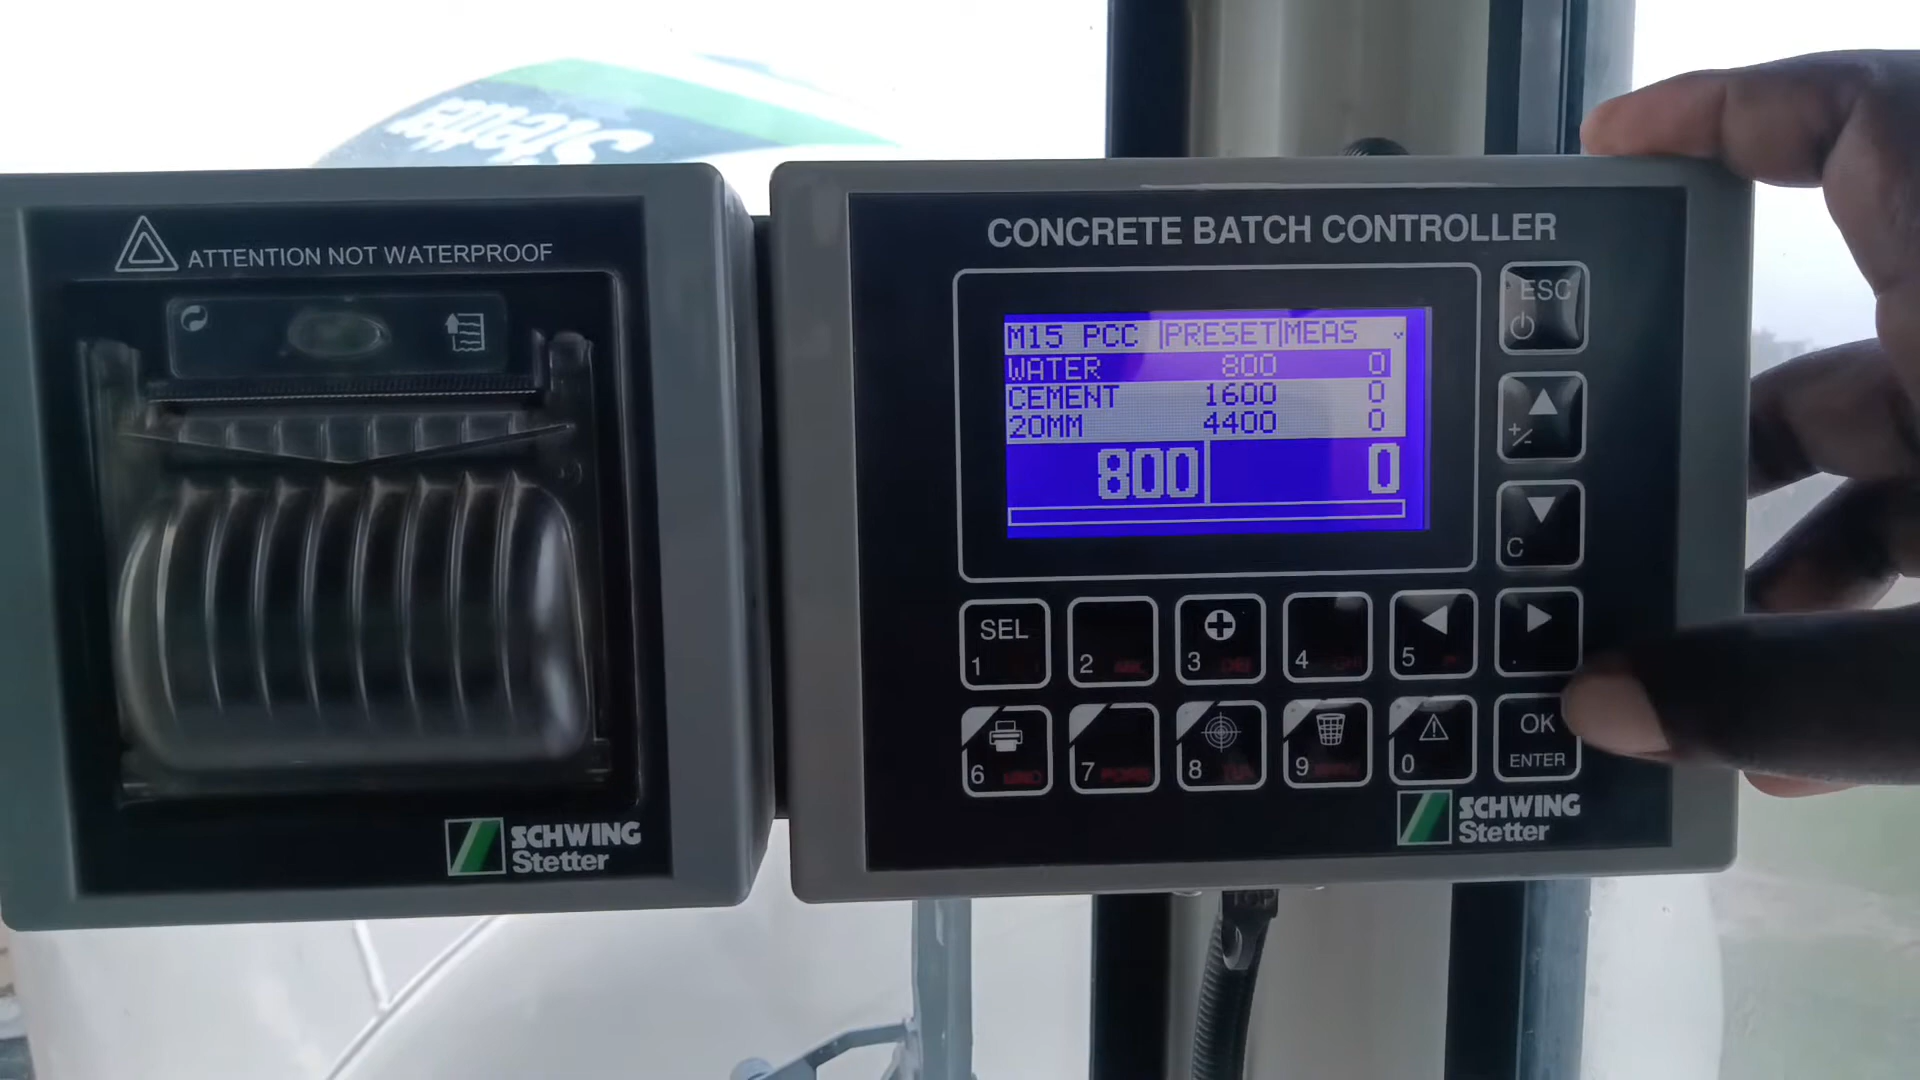 Stetter
ATTENTION NOT WATERPROOF
SCHWING
Stetter
CONCRETE BATCH CONTROLLER
M15 PCC |PRESET|MEAS
WATER 800 0
CEMENT 1600 0
20MM 4400 0
800 0
ESC
+/-
C
SEL
1 2 3 4 5 .
6 7 8 9 0
OK
ENTER
SCHWING
Stetter